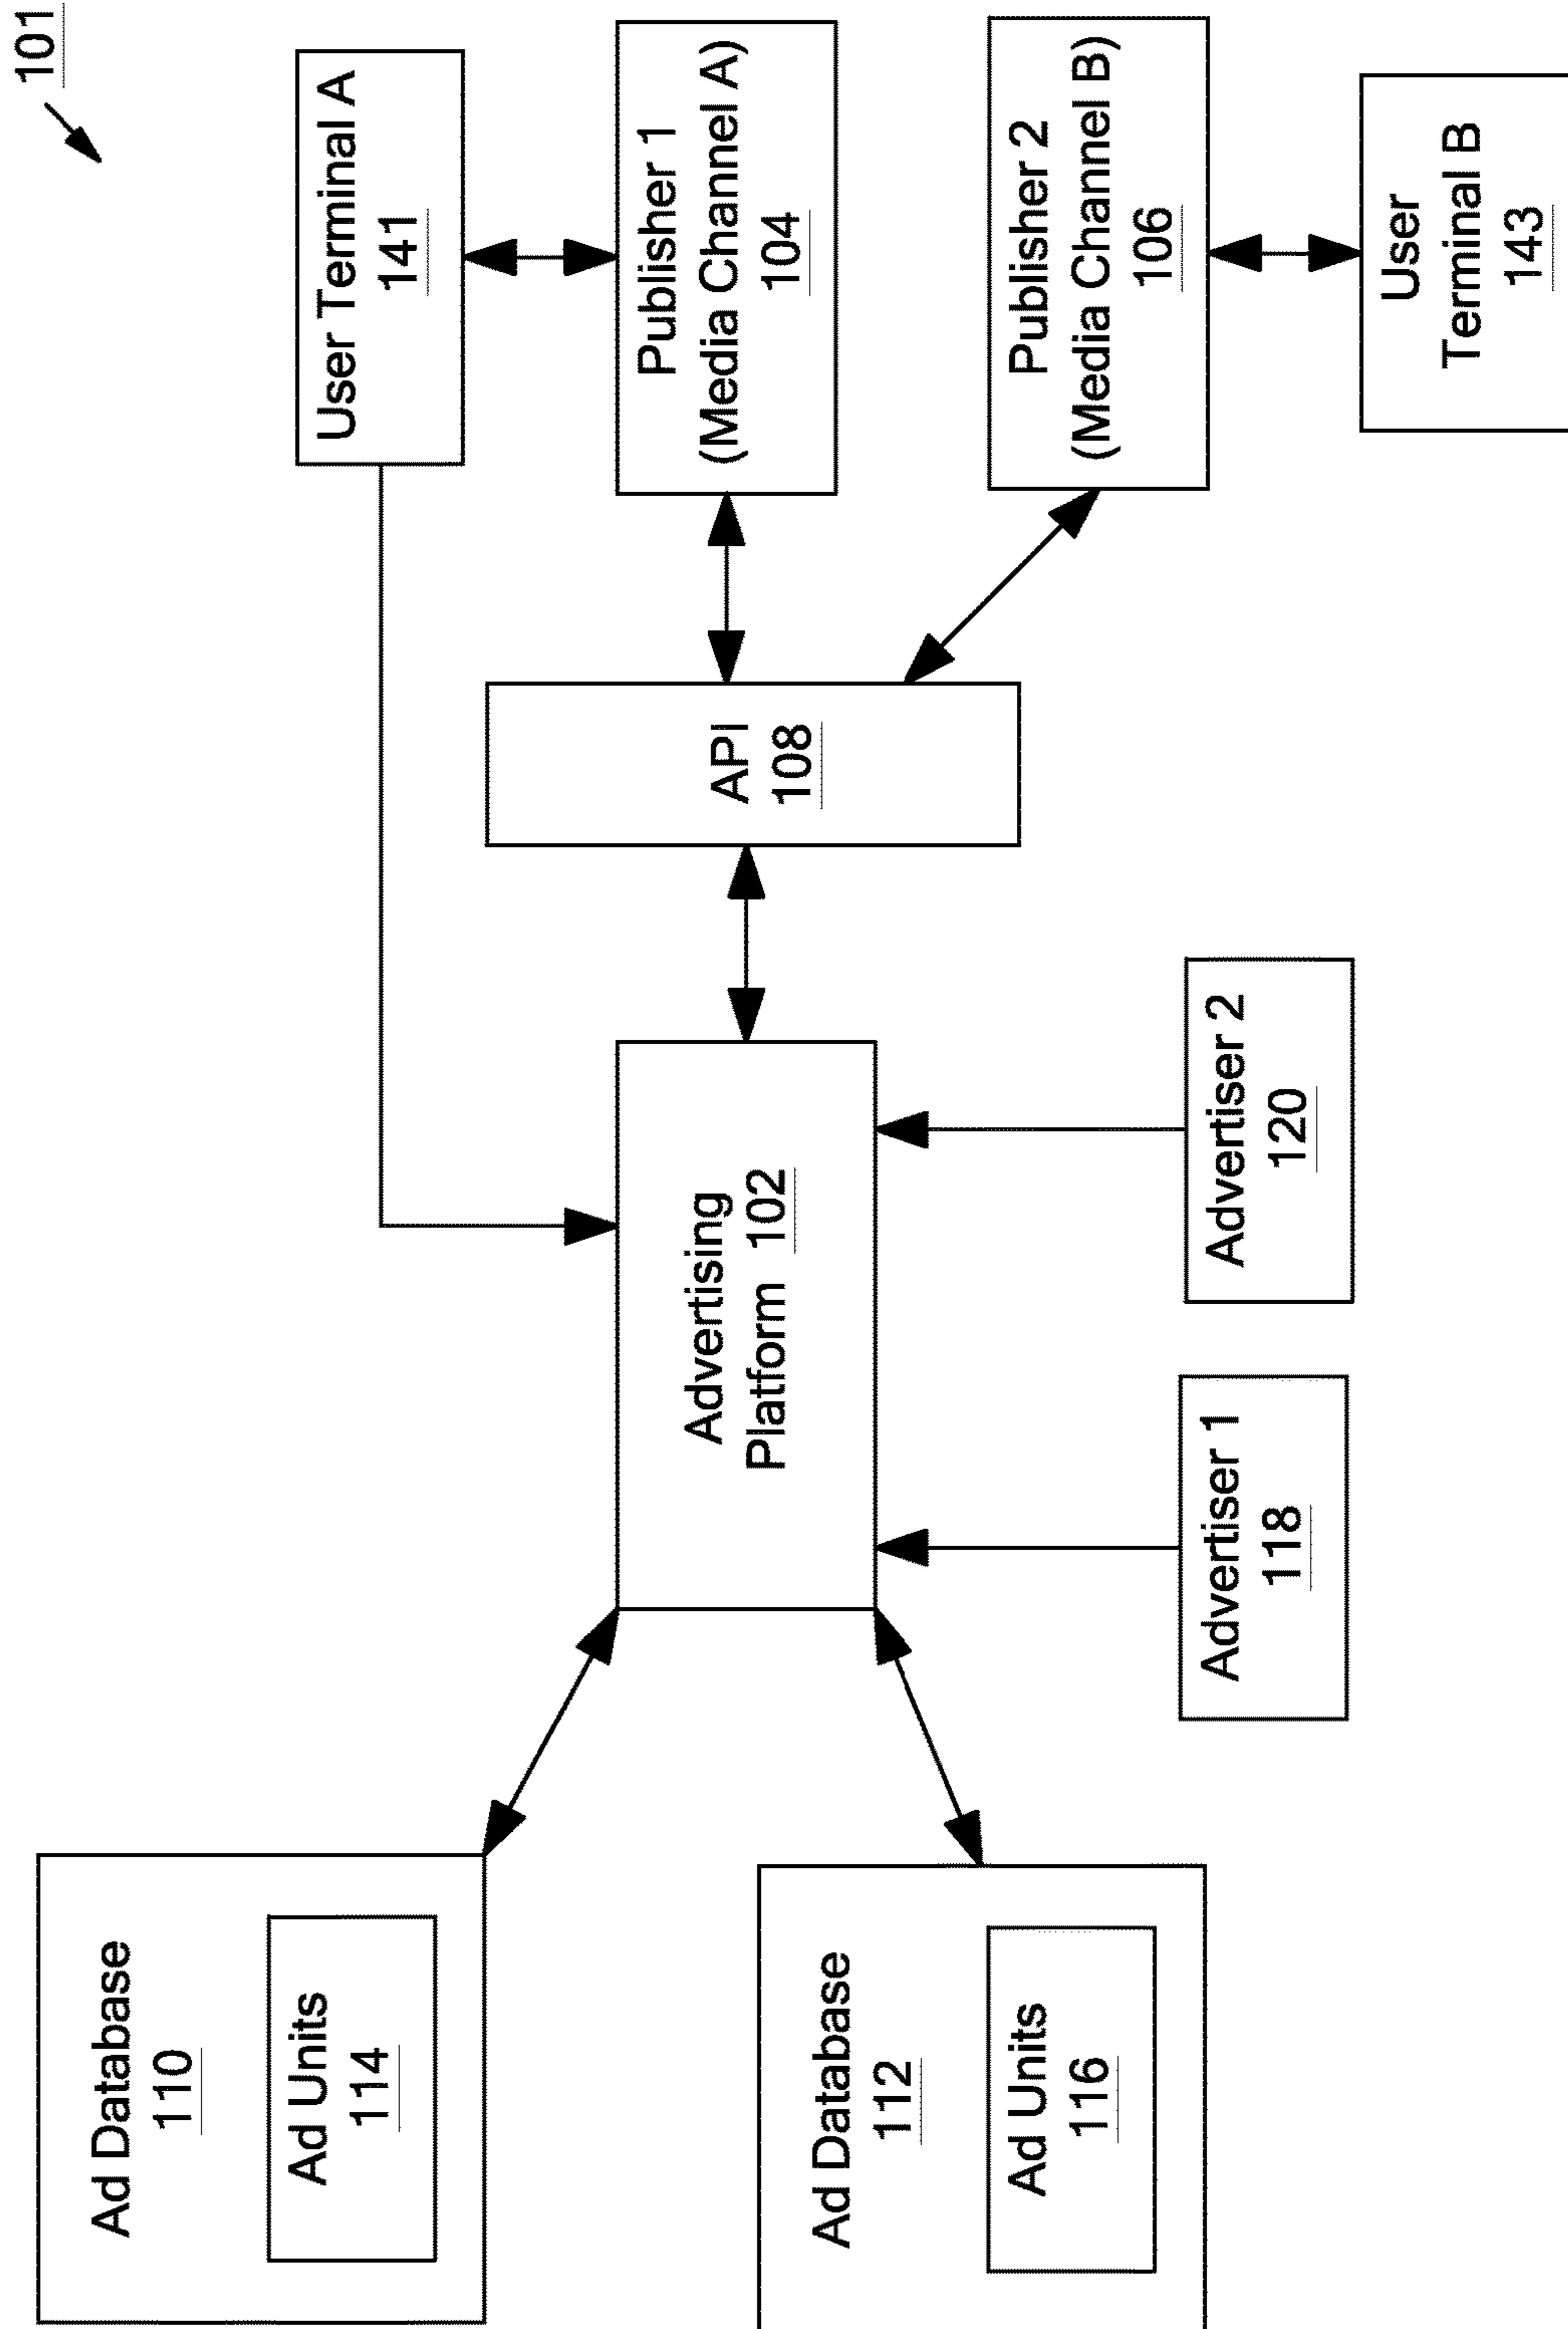 101
Ad Database
110
Ad Units
114
User Terminal A
141
Advertising
Platform 102
API
108
Publisher 1
(Media Channel A)
104
Ad Database
112
Ad Units
116
Publisher 2
(Media Channel B)
106
Advertiser 1
118
Advertiser 2
120
User
Terminal B
143